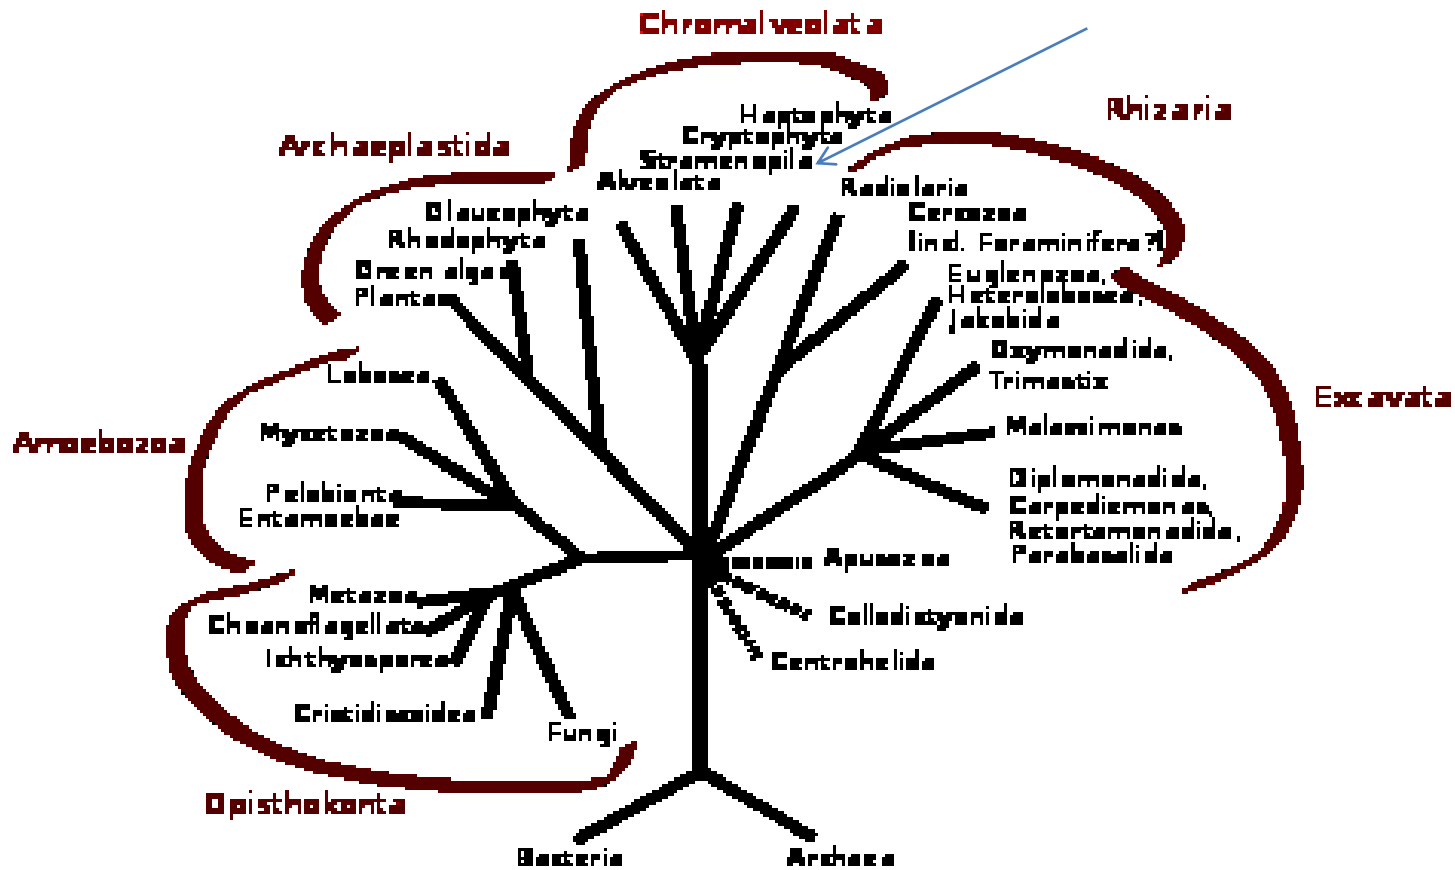 Chromalveolata
Haptophyta
Cryptophyta
Stramenopila
Alveolata
Rhizaria
Radiolaria
Cercozoa
(incl. Foraminifera?)
Archaeplastida
Glaucophyta
Rhodophyta
Green algae
Plantae
Excavata
Euglenozoa,
Heterolobosea,
Jakobida
Oxymonadida,
Trimastix
Malawimonas
Diplomonadida,
Carpediemonas,
Retortamonadida,
Parabasalida
Amoebozoa
Lobosea
Mycetozoa
Pelobionta
Entamoebae
Apusozoa
Collodictyonida
Centrohelida
Metazoa
Choanoflagellata
Ichthyosporea
Cristidiscoidea
Fungi
Opisthokonta
Bacteria
Archaea